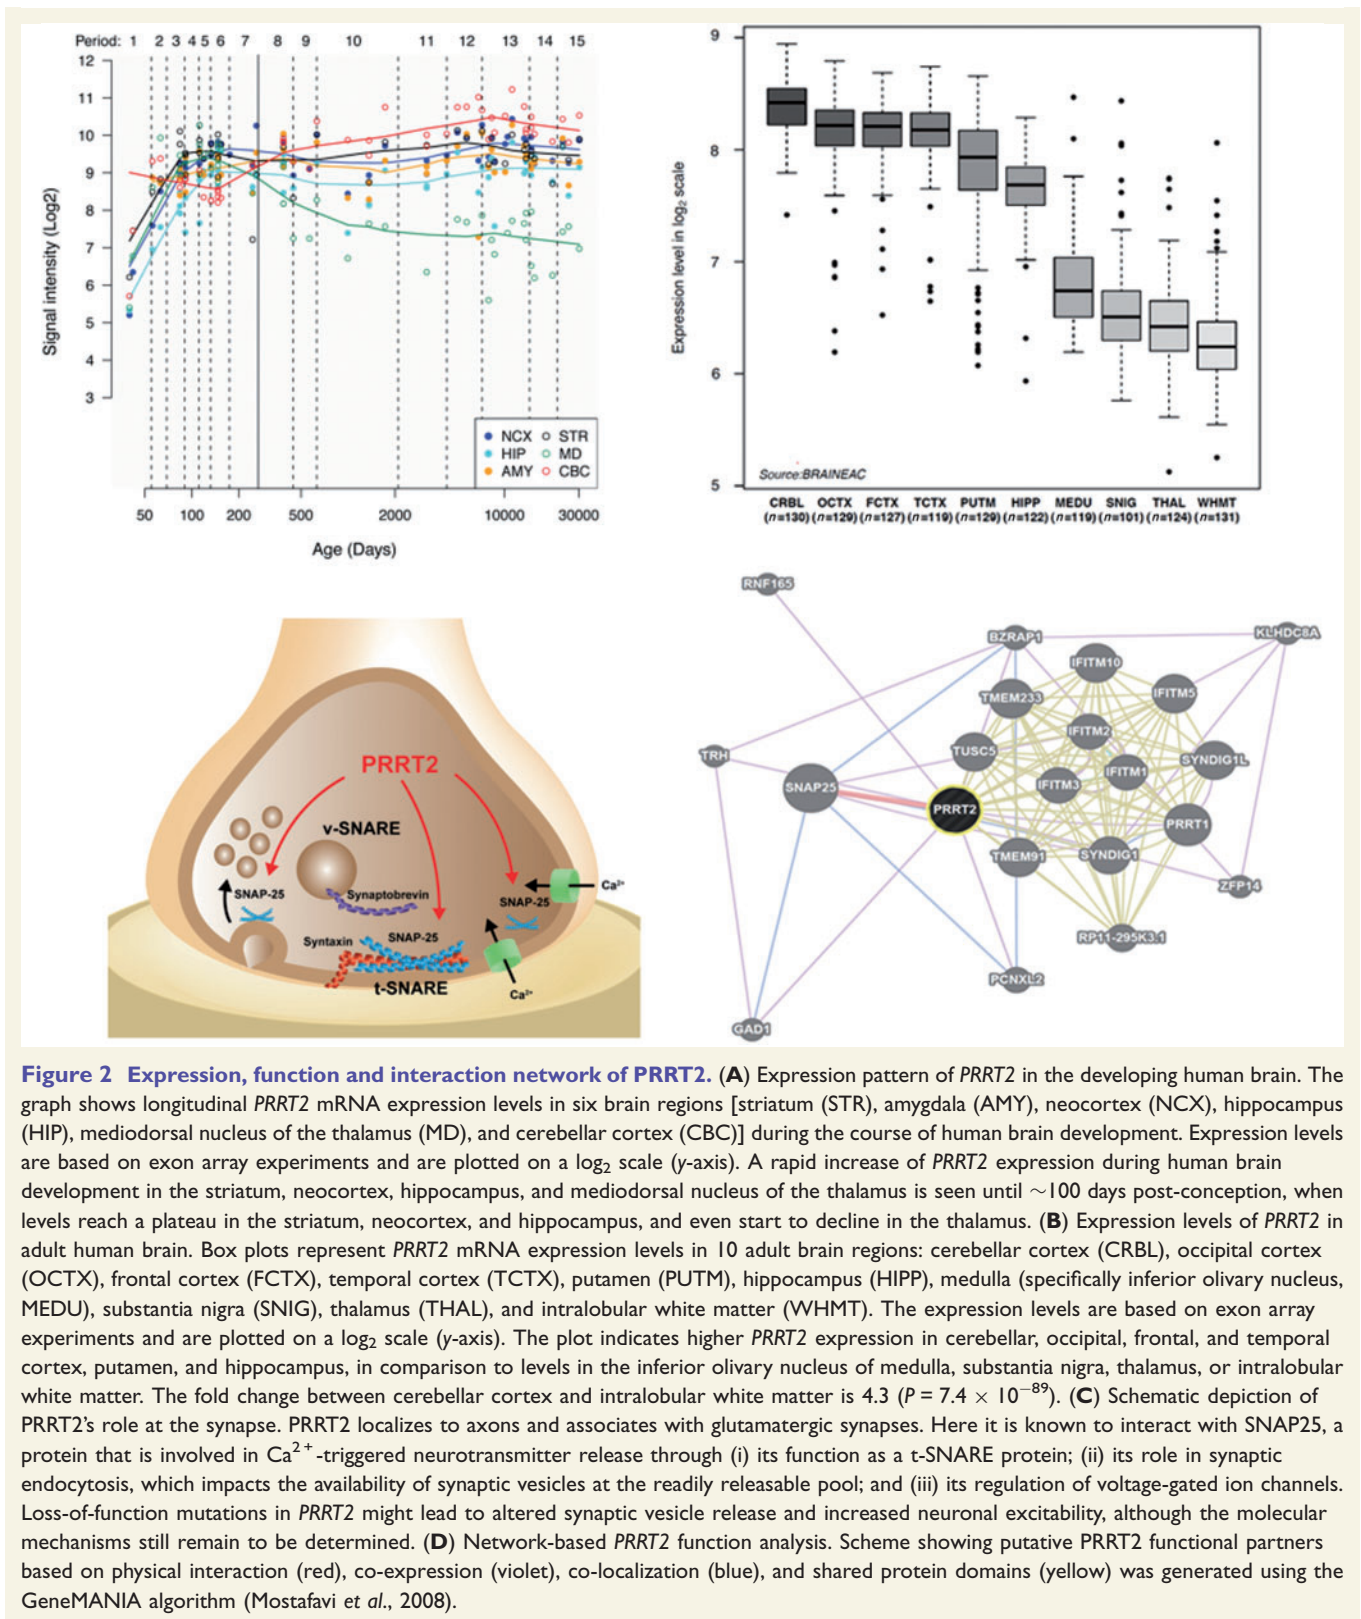 Period: 1 2 3 4 5 6 7 8 9 10 11 12 13 14 15
12
11
10
9
8
7
6
5
4
3
Signal intensity (Log2)
NCX STR
HIP MD
AMY CBC
50 100 200 500 2000 10000 30000
Age (Days)
9
8
7
6
5
Expression level in log2 scale
Source:BRAINEAC
CRBL OCTX FCTX TCTX PUTM HIPP MEDU SNIG THAL WHMT
(n=130) (n=129) (n=127) (n=119) (n=129) (n=122) (n=119) (n=101) (n=124) (n=131)
PRRT2
v-SNARE
SNAP-25
Synaptobrevin
SNAP-25
Ca2+
Syntaxin
SNAP-25
t-SNARE
Ca2+
RNF165
BZRAP1
KLHDC8A
IFITM10
TMEM233
IFITM5
IFITM2
TUSC5
TRH
SYNDIG1L
IFITM1
IFITM3
SNAP25
PRRT2
PRRT1
TMEM91
SYNDIG1
ZFP14
RP11-295K3.1
PCNXL2
GAD1
Figure 2 Expression, function and interaction network of PRRT2. (A) Expression pattern of PRRT2 in the developing human brain. The
graph shows longitudinal PRRT2 mRNA expression levels in six brain regions [striatum (STR), amygdala (AMY), neocortex (NCX), hippocampus
(HIP), mediodorsal nucleus of the thalamus (MD), and cerebellar cortex (CBC)] during the course of human brain development. Expression levels
are based on exon array experiments and are plotted on a log2 scale (y-axis). A rapid increase of PRRT2 expression during human brain
development in the striatum, neocortex, hippocampus, and mediodorsal nucleus of the thalamus is seen until ~100 days post-conception, when
levels reach a plateau in the striatum, neocortex, and hippocampus, and even start to decline in the thalamus. (B) Expression levels of PRRT2 in
adult human brain. Box plots represent PRRT2 mRNA expression levels in 10 adult brain regions: cerebellar cortex (CRBL), occipital cortex
(OCTX), frontal cortex (FCTX), temporal cortex (TCTX), putamen (PUTM), hippocampus (HIPP), medulla (specifically inferior olivary nucleus,
MEDU), substantia nigra (SNIG), thalamus (THAL), and intralobular white matter (WHMT). The expression levels are based on exon array
experiments and are plotted on a log2 scale (y-axis). The plot indicates higher PRRT2 expression in cerebellar, occipital, frontal, and temporal
cortex, putamen, and hippocampus, in comparison to levels in the inferior olivary nucleus of medulla, substantia nigra, thalamus, or intralobular
white matter. The fold change between cerebellar cortex and intralobular white matter is 4.3 (P = 7.4 × 10−89). (C) Schematic depiction of
PRRT2's role at the synapse. PRRT2 localizes to axons and associates with glutamatergic synapses. Here it is known to interact with SNAP25, a
protein that is involved in Ca2+-triggered neurotransmitter release through (i) its function as a t-SNARE protein; (ii) its role in synaptic
endocytosis, which impacts the availability of synaptic vesicles at the readily releasable pool; and (iii) its regulation of voltage-gated ion channels.
Loss-of-function mutations in PRRT2 might lead to altered synaptic vesicle release and increased neuronal excitability, although the molecular
mechanisms still remain to be determined. (D) Network-based PRRT2 function analysis. Scheme showing putative PRRT2 functional partners
based on physical interaction (red), co-expression (violet), co-localization (blue), and shared protein domains (yellow) was generated using the
GeneMANIA algorithm (Mostafavi et al., 2008).